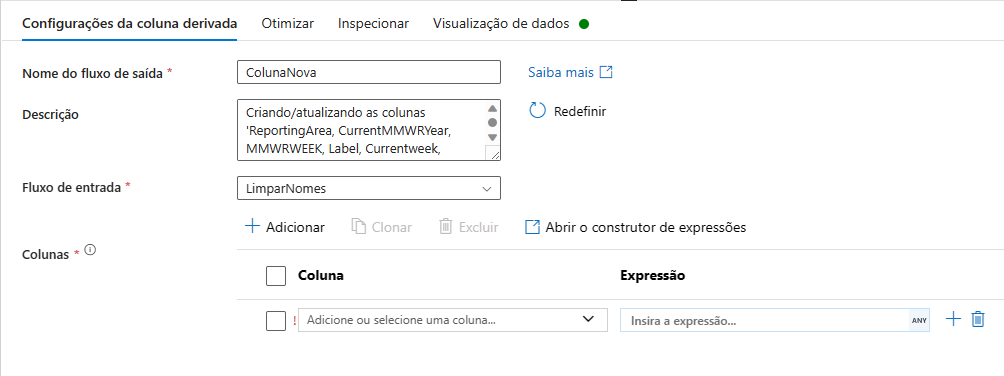 Configurações da coluna derivada Otimizar Inspecionar Visualização de dados
Nome do fluxo de saída * ColunaNova Saiba mais
Descrição Criando/atualizando as colunas Redefinir
'ReportingArea, CurrentMMWRYear,
MMWRWEEK, Label, Currentweek,
Fluxo de entrada * LimparNomes
Adicionar Clonar Excluir Abrir o construtor de expressões
Colunas *
Coluna Expressão
! Adicione ou selecione uma coluna... Insira a expressão... ANY